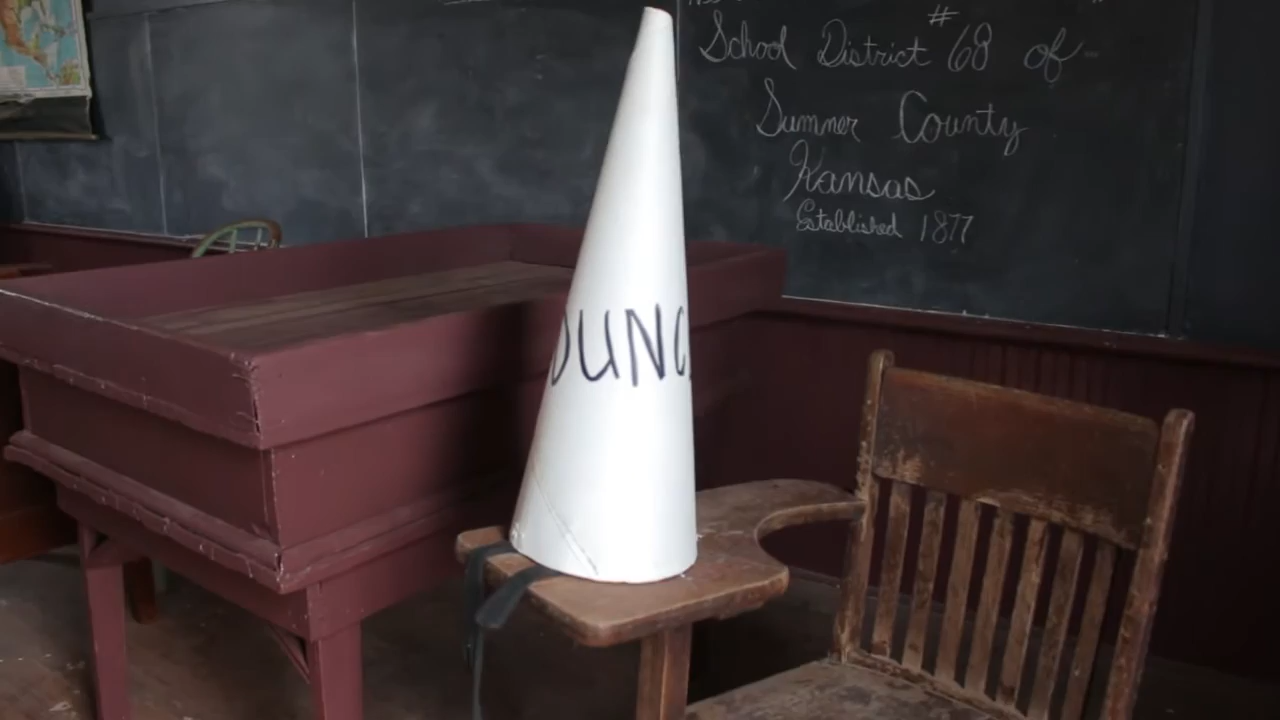 School District #68 of
Sumner County
Kansas
Established 1877
DUNC